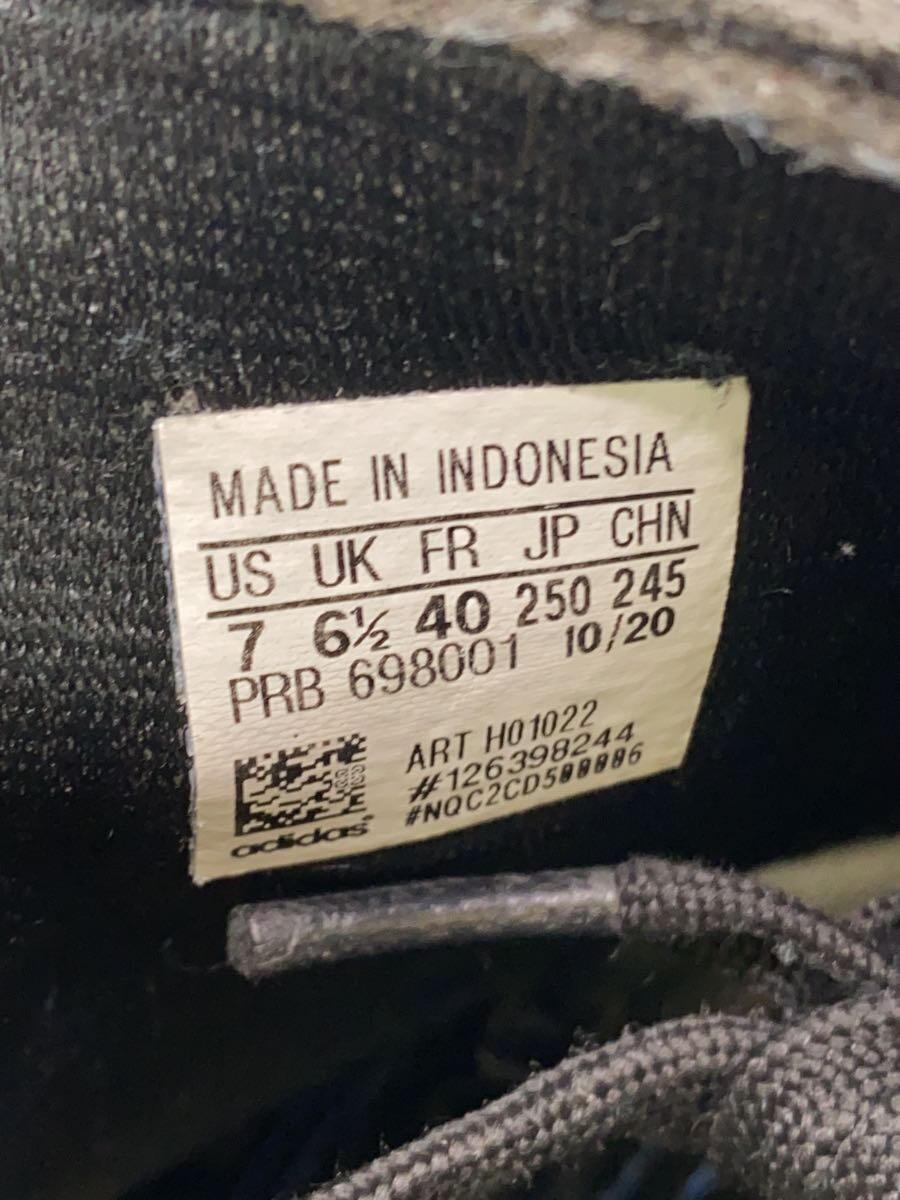 MADE IN INDONESIA
US UK FR JP CHN
7 6½ 40 250 245
PRB 698001 10/20
ART H01022
#126398244
#NQC2CD500006
adidas